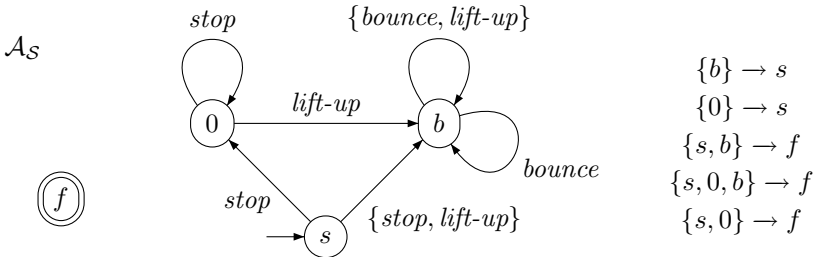 stop
{bounce, lift-up}
𝒜_𝒮
{b} → s
lift-up
0
b
{0} → s
{s, b} → f
bounce
{s, 0, b} → f
f
stop
{stop, lift-up}
{s, 0} → f
s